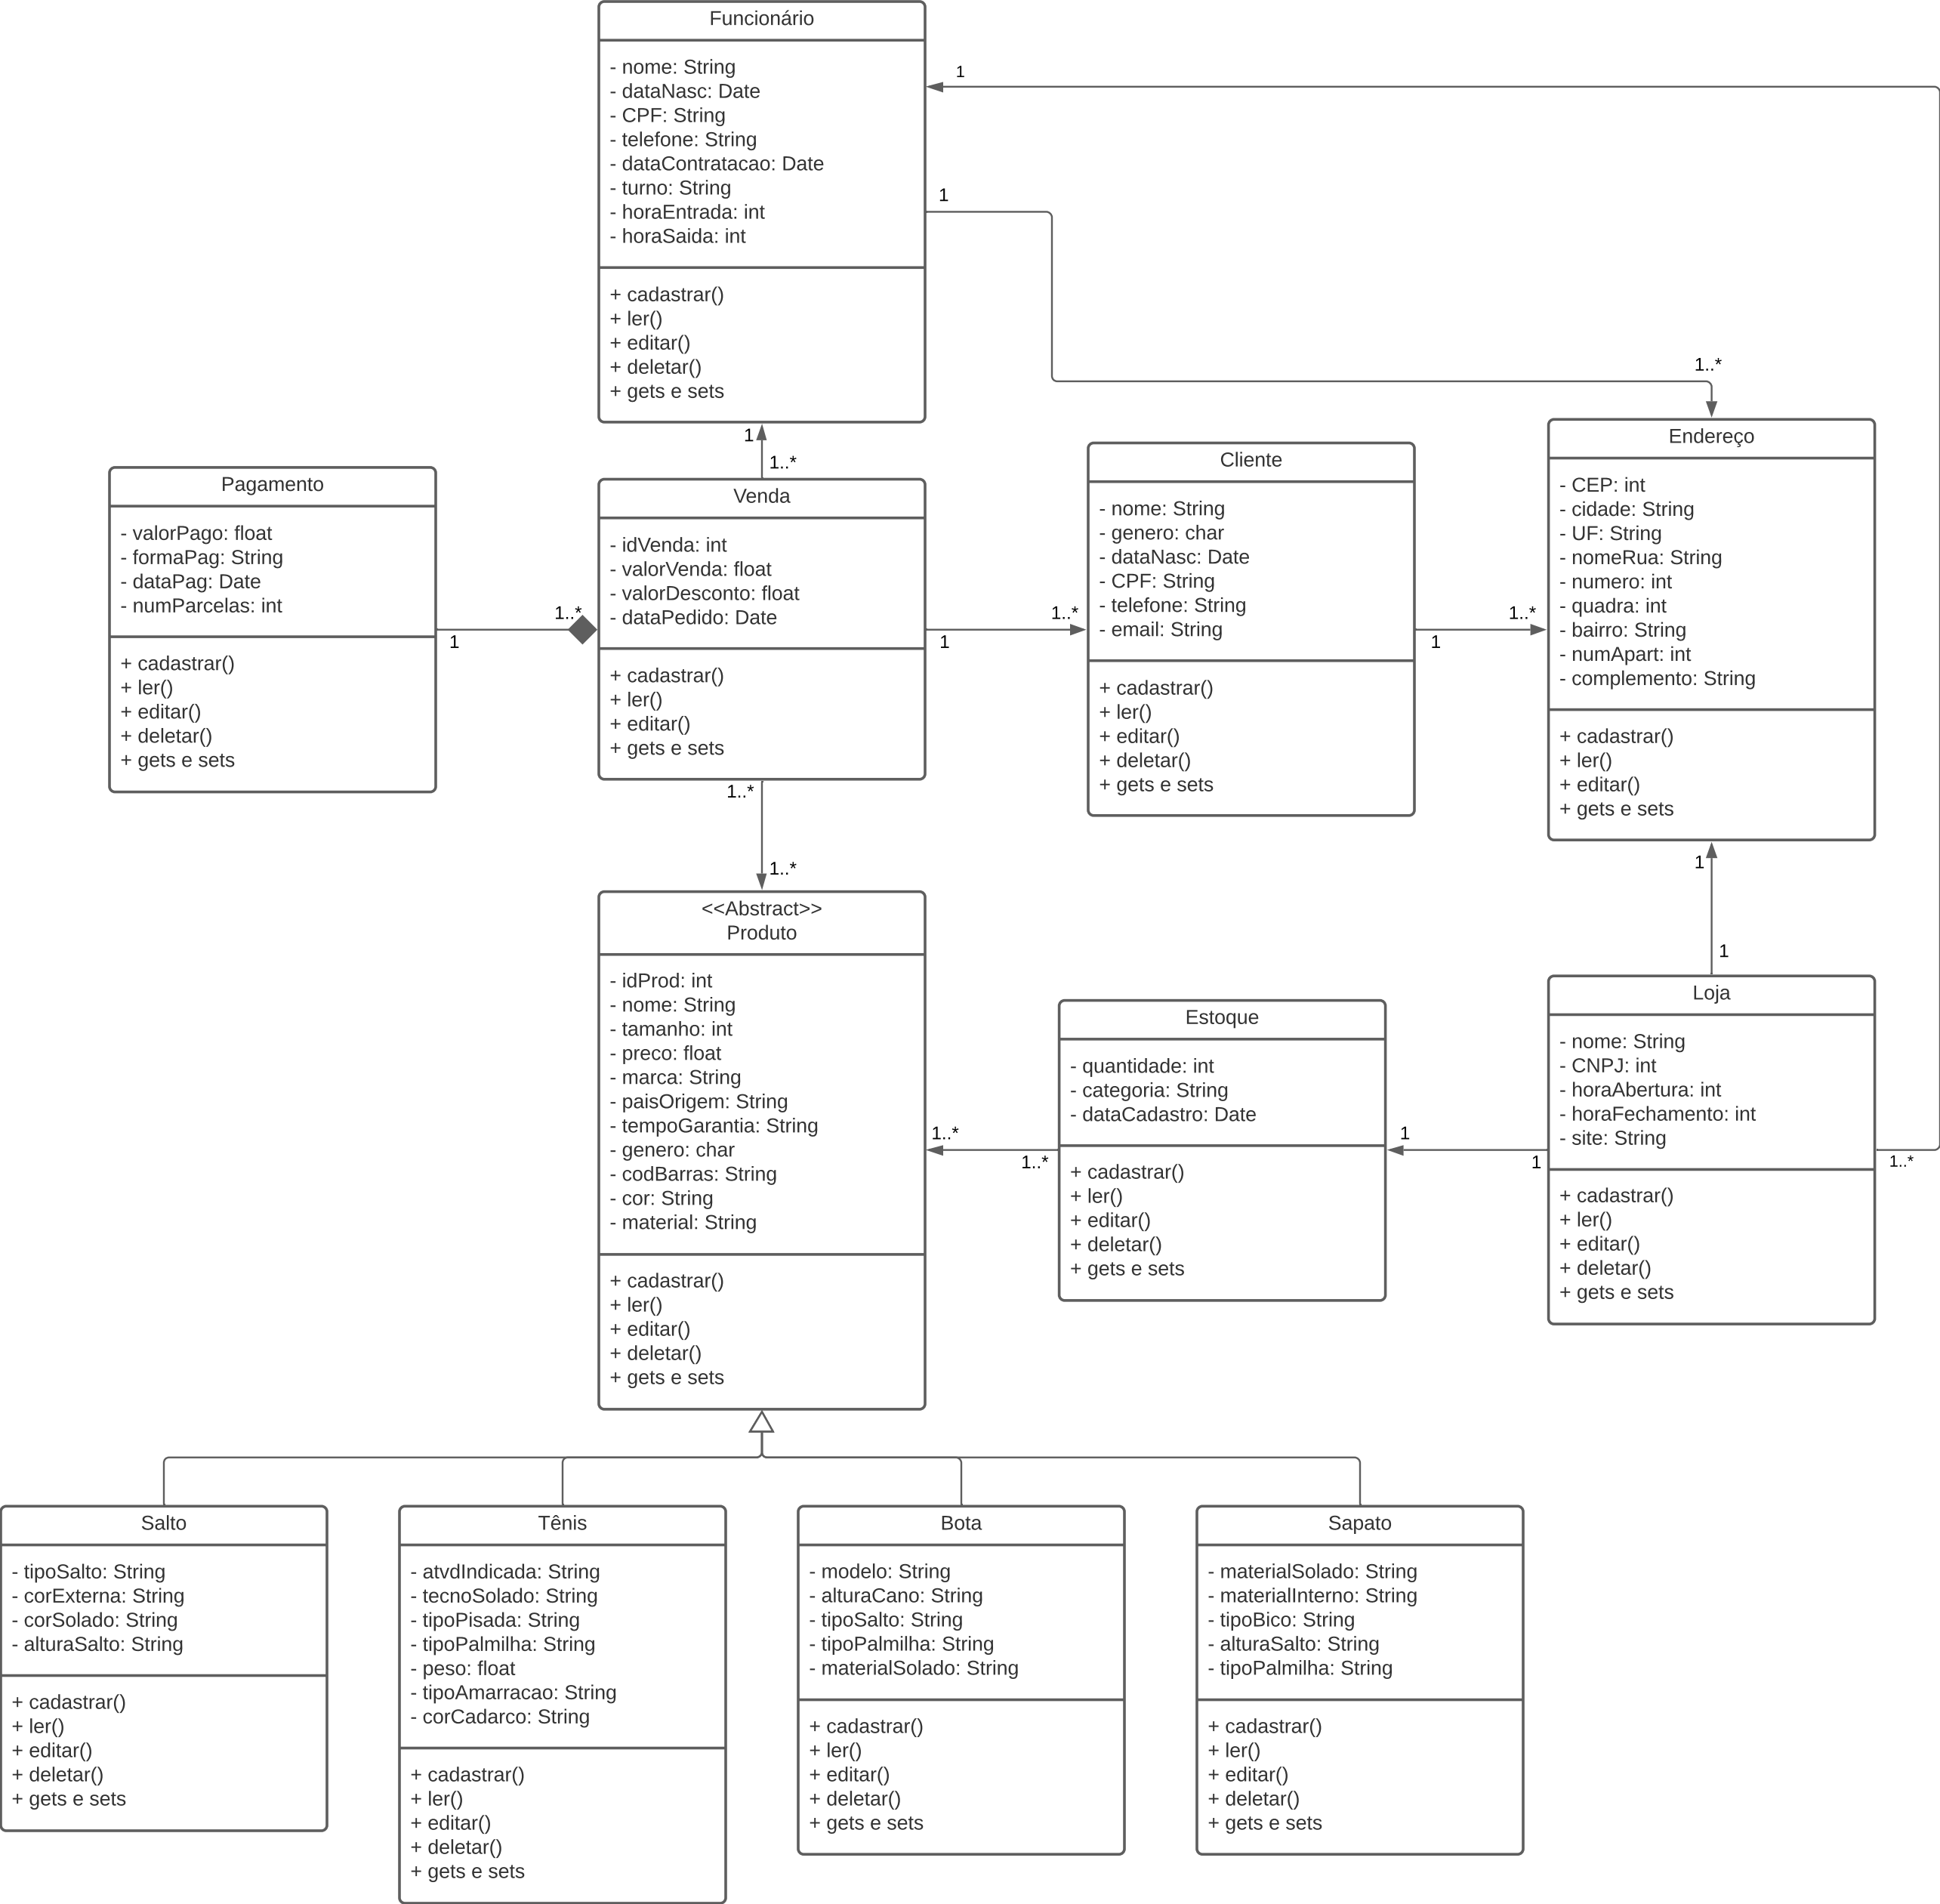 Funcionário
- nome: String
- dataNasc: Date
- CPF: String
- telefone: String
- dataContratacao: Date
- turno: String
- horaEntrada: int
- horaSaida: int
+ cadastrar()
+ ler()
+ editar()
+ deletar()
+ gets e sets
1
1
1..*
1
1..*
Pagamento
- valorPago: float
- formaPag: String
- dataPag: Date
- numParcelas: int
+ cadastrar()
+ ler()
+ editar()
+ deletar()
+ gets e sets
1..*
1
Venda
- idVenda: int
- valorVenda: float
- valorDesconto: float
- dataPedido: Date
+ cadastrar()
+ ler()
+ editar()
+ gets e sets
1..*
1
Cliente
- nome: String
- genero: char
- dataNasc: Date
- CPF: String
- telefone: String
- email: String
+ cadastrar()
+ ler()
+ editar()
+ deletar()
+ gets e sets
1..*
1
Endereço
- CEP: int
- cidade: String
- UF: String
- nomeRua: String
- numero: int
- quadra: int
- bairro: String
- numApart: int
- complemento: String
+ cadastrar()
+ ler()
+ editar()
+ gets e sets
1..*
1..*
1
1
<<Abstract>>
Produto
- idProd: int
- nome: String
- tamanho: int
- preco: float
- marca: String
- paisOrigem: String
- tempoGarantia: String
- genero: char
- codBarras: String
- cor: String
- material: String
+ cadastrar()
+ ler()
+ editar()
+ deletar()
+ gets e sets
1..*
1..*
Estoque
- quantidade: int
- categoria: String
- dataCadastro: Date
+ cadastrar()
+ ler()
+ editar()
+ deletar()
+ gets e sets
1
1
Loja
- nome: String
- CNPJ: int
- horaAbertura: int
- horaFechamento: int
- site: String
+ cadastrar()
+ ler()
+ editar()
+ deletar()
+ gets e sets
1..*
Salto
- tipoSalto: String
- corExterna: String
- corSolado: String
- alturaSalto: String
+ cadastrar()
+ ler()
+ editar()
+ deletar()
+ gets e sets
Tênis
- atvdIndicada: String
- tecnoSolado: String
- tipoPisada: String
- tipoPalmilha: String
- peso: float
- tipoAmarracao: String
- corCadarco: String
+ cadastrar()
+ ler()
+ editar()
+ deletar()
+ gets e sets
Bota
- modelo: String
- alturaCano: String
- tipoSalto: String
- tipoPalmilha: String
- materialSolado: String
+ cadastrar()
+ ler()
+ editar()
+ deletar()
+ gets e sets
Sapato
- materialSolado: String
- materialInterno: String
- tipoBico: String
- alturaSalto: String
- tipoPalmilha: String
+ cadastrar()
+ ler()
+ editar()
+ deletar()
+ gets e sets